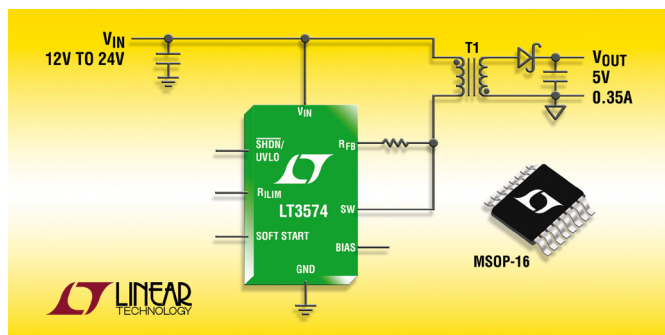 VIN
12V TO 24V
T1
VOUT
5V
0.35A
VIN
SHDN/
UVLO
RFB
RILIM
LT3574
SW
SOFT START
BIAS
GND
MSOP-16
LINEAR
TECHNOLOGY